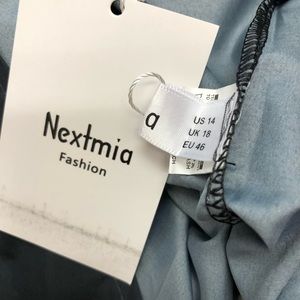 Nextmia
Fashion
a
US 14
UK 18
EU 46